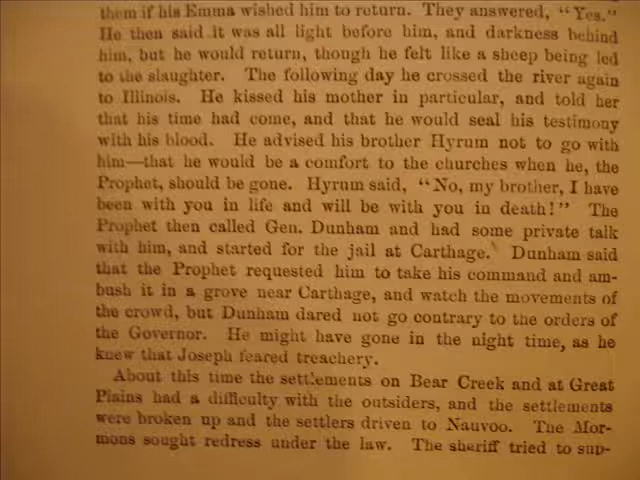 them if his Emma wished him to return. They answered, "Yes."
He then said it was all light before him, and darkness behind
him, but he would return, though he felt like a sheep being led
to the slaughter. The following day he crossed the river again
to Illinois. He kissed his mother in particular, and told her
that his time had come, and that he would seal his testimony
with his blood. He advised his brother Hyrum not to go with
him—that he would be a comfort to the churches when he, the
Prophet, should be gone. Hyrum said, "No, my brother, I have
been with you in life and will be with you in death!" The
Prophet then called Gen. Dunham and had some private talk
with him, and started for the jail at Carthage. Dunham said
that the Prophet requested him to take his command and am-
bush it in a grove near Carthage, and watch the movements of
the crowd, but Dunham dared not go contrary to the orders of
the Governor. He might have gone in the night time, as he
knew that Joseph feared treachery.
About this time the settlements on Bear Creek and at Great
Plains had a difficulty with the outsiders, and the settlements
were broken up and the settlers driven to Nauvoo. The Mor-
mons sought redress under the law. The sheriff tried to sup-